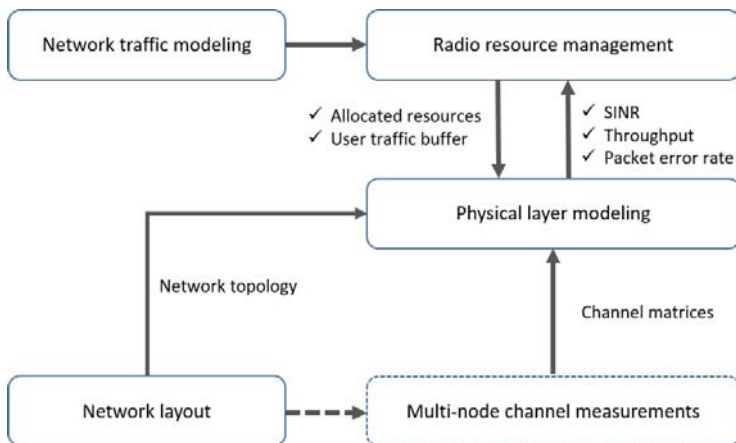 Network traffic modeling
Radio resource management
✓ Allocated resources
✓ User traffic buffer
✓ SINR
✓ Throughput
✓ Packet error rate
Physical layer modeling
Network topology
Channel matrices
Network layout
Multi-node channel measurements